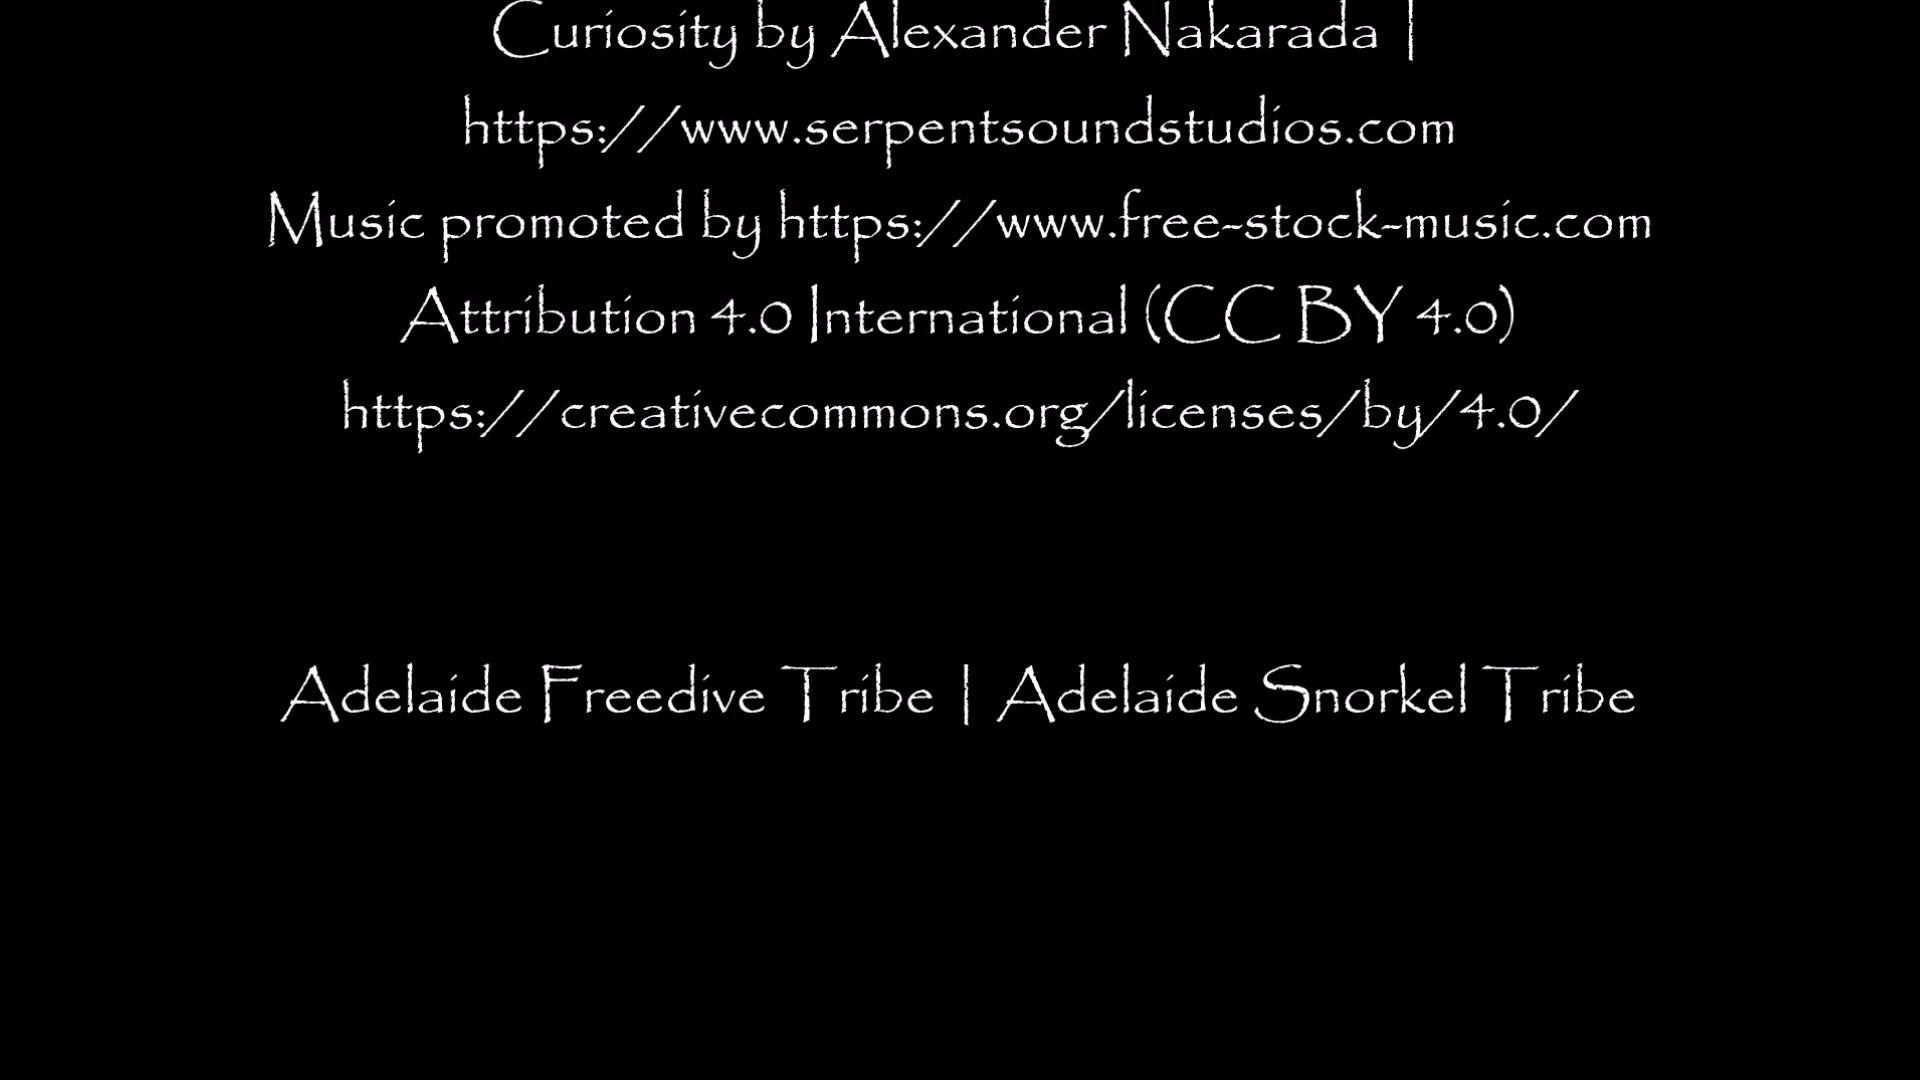 Curiosity by Alexander Nakarada |
https://www.serpentsoundstudios.com
Music promoted by https://www.free-stock-music.com
Attribution 4.0 International (CC BY 4.0)
https://creativecommons.org/licenses/by/4.0/
Adelaide Freedive Tribe | Adelaide Snorkel Tribe